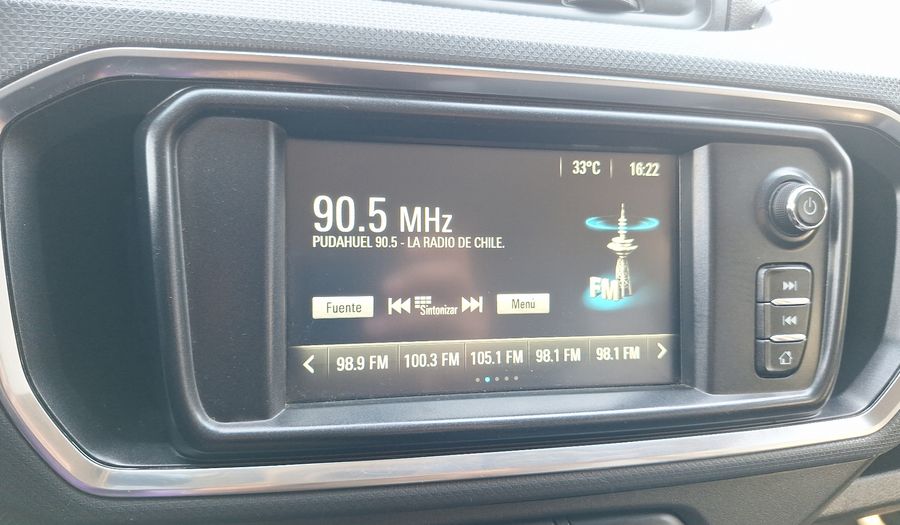 33°C 16:22
90.5 MHz
PUDAHUEL 90.5 - LA RADIO DE CHILE.
FM
Fuente Sintonizar Menú
98.9 FM 100.3 FM 105.1 FM 98.1 FM 98.1 FM